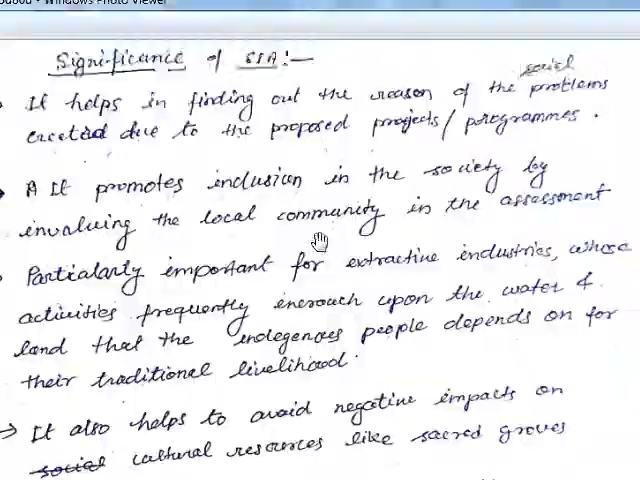 Windows Photo Viewer
Significance of SIA:-
social
It helps in finding out the reason of the problems
created due to the proposed projects/programmes.
A It promotes inclusion in the society by
involving the local community in the assessment
Particularly important for extractive industries, whose
activities frequently encroach upon the water &
land that the indegenous people depends on for
their traditional livelihood.
→ It also helps to avoid negative impacts on
social cultural resources like sacred groves